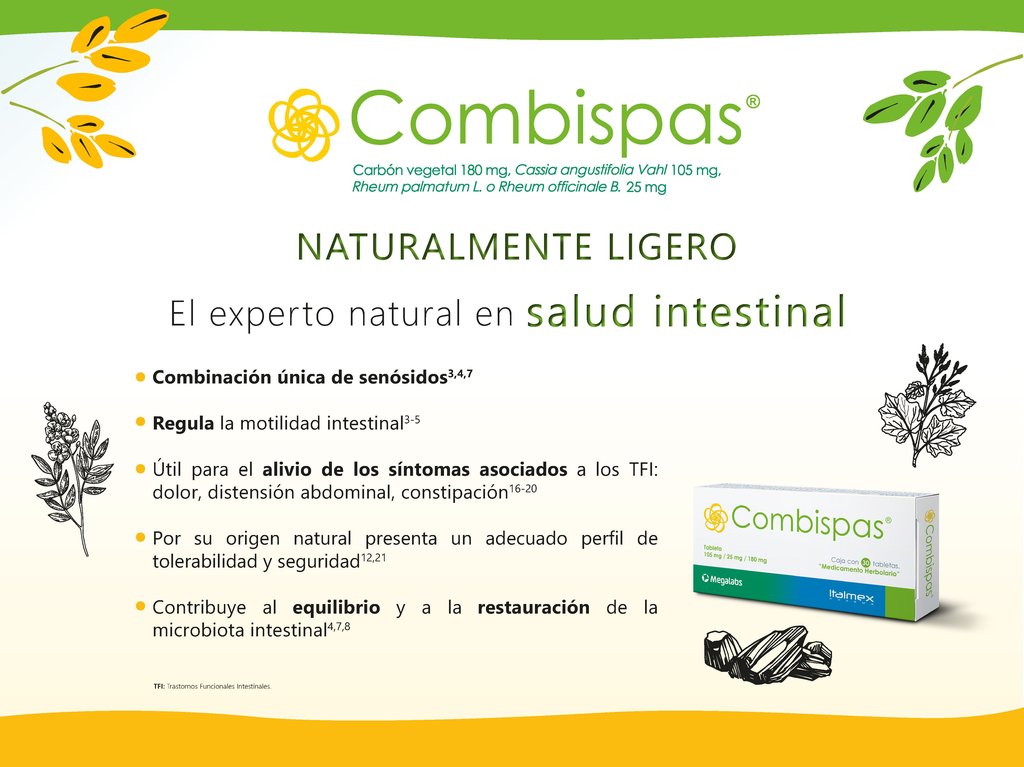 Combispas®
Carbón vegetal 180 mg, Cassia angustifolia Vahl 105 mg,
Rheum palmatum L. o Rheum officinale B. 25 mg
NATURALMENTE LIGERO
El experto natural en salud intestinal
Combinación única de senósidos3,4,7
Regula la motilidad intestinal3-5
Útil para el alivio de los síntomas asociados a los TFI:
dolor, distensión abdominal, constipación16-20
Por su origen natural presenta un adecuado perfil de
tolerabilidad y seguridad12,21
Contribuye al equilibrio y a la restauración de la
microbiota intestinal4,7,8
TFI: Trastornos Funcionales Intestinales.
Combispas®
Tableta
105 mg / 25 mg / 180 mg
Caja con 30 tabletas.
"Medicamento Herbolario"
Megalabs
Italmex
Combispas